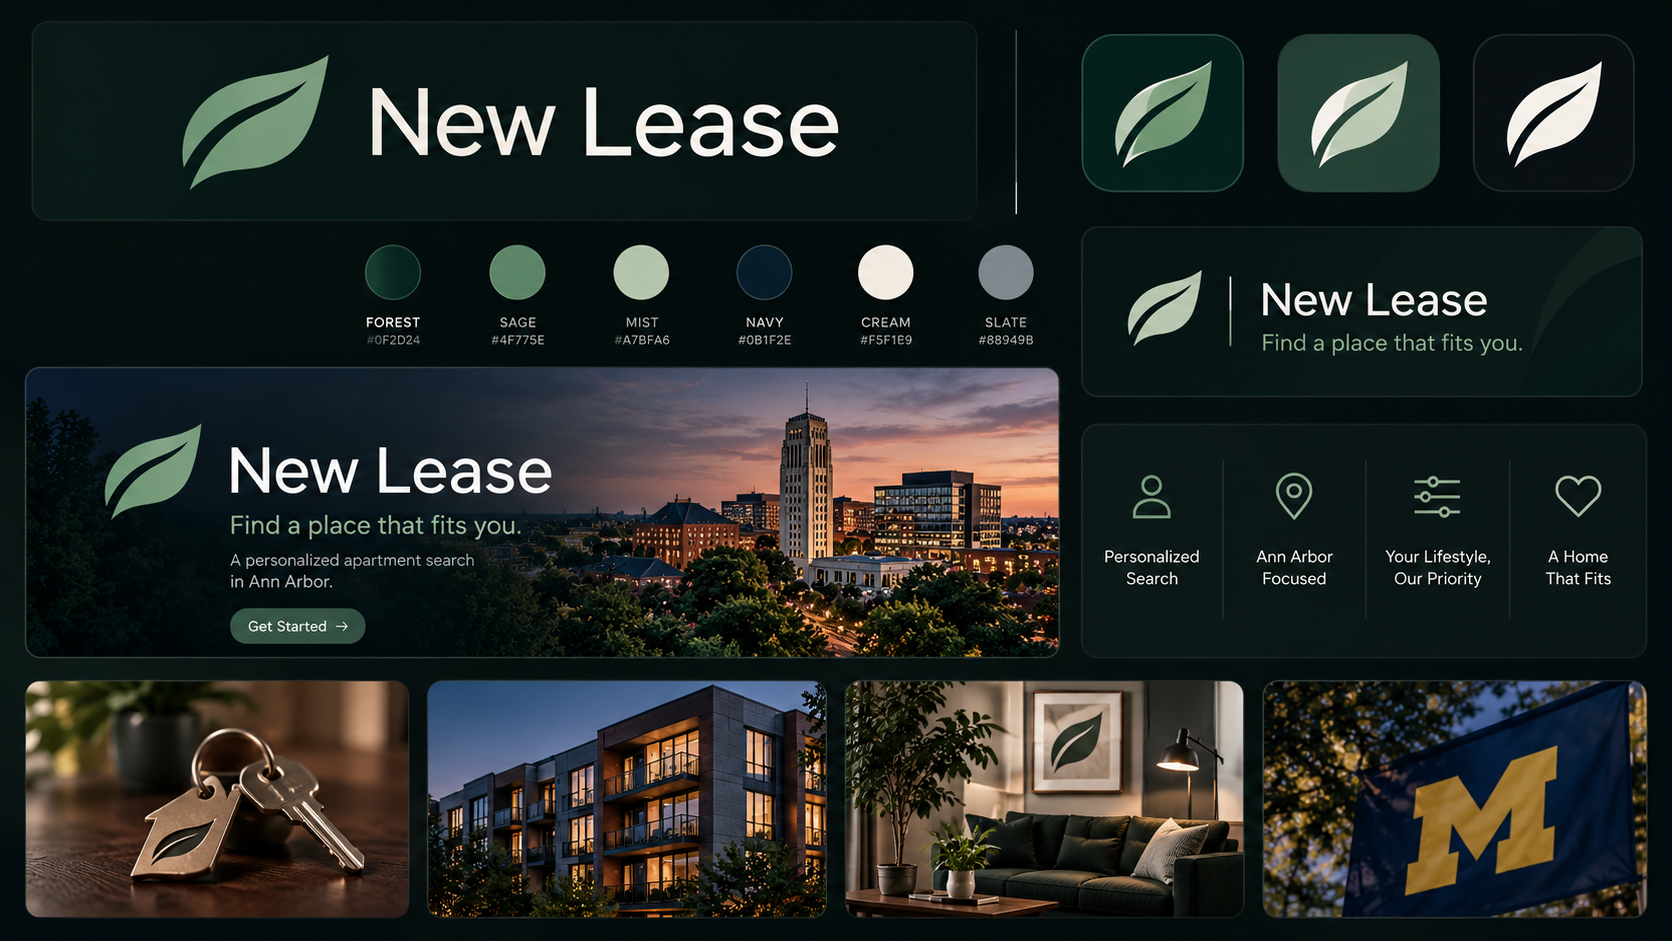 New Lease
FOREST
#0F2D24
SAGE
#4F775E
MIST
#A7BFA6
NAVY
#0B1F2E
CREAM
#F5F1E9
SLATE
#88949B
New Lease
Find a place that fits you.
New Lease
Find a place that fits you.
A personalized apartment search
in Ann Arbor.
Get Started →
Personalized
Search
Ann Arbor
Focused
Your Lifestyle,
Our Priority
A Home
That Fits
M